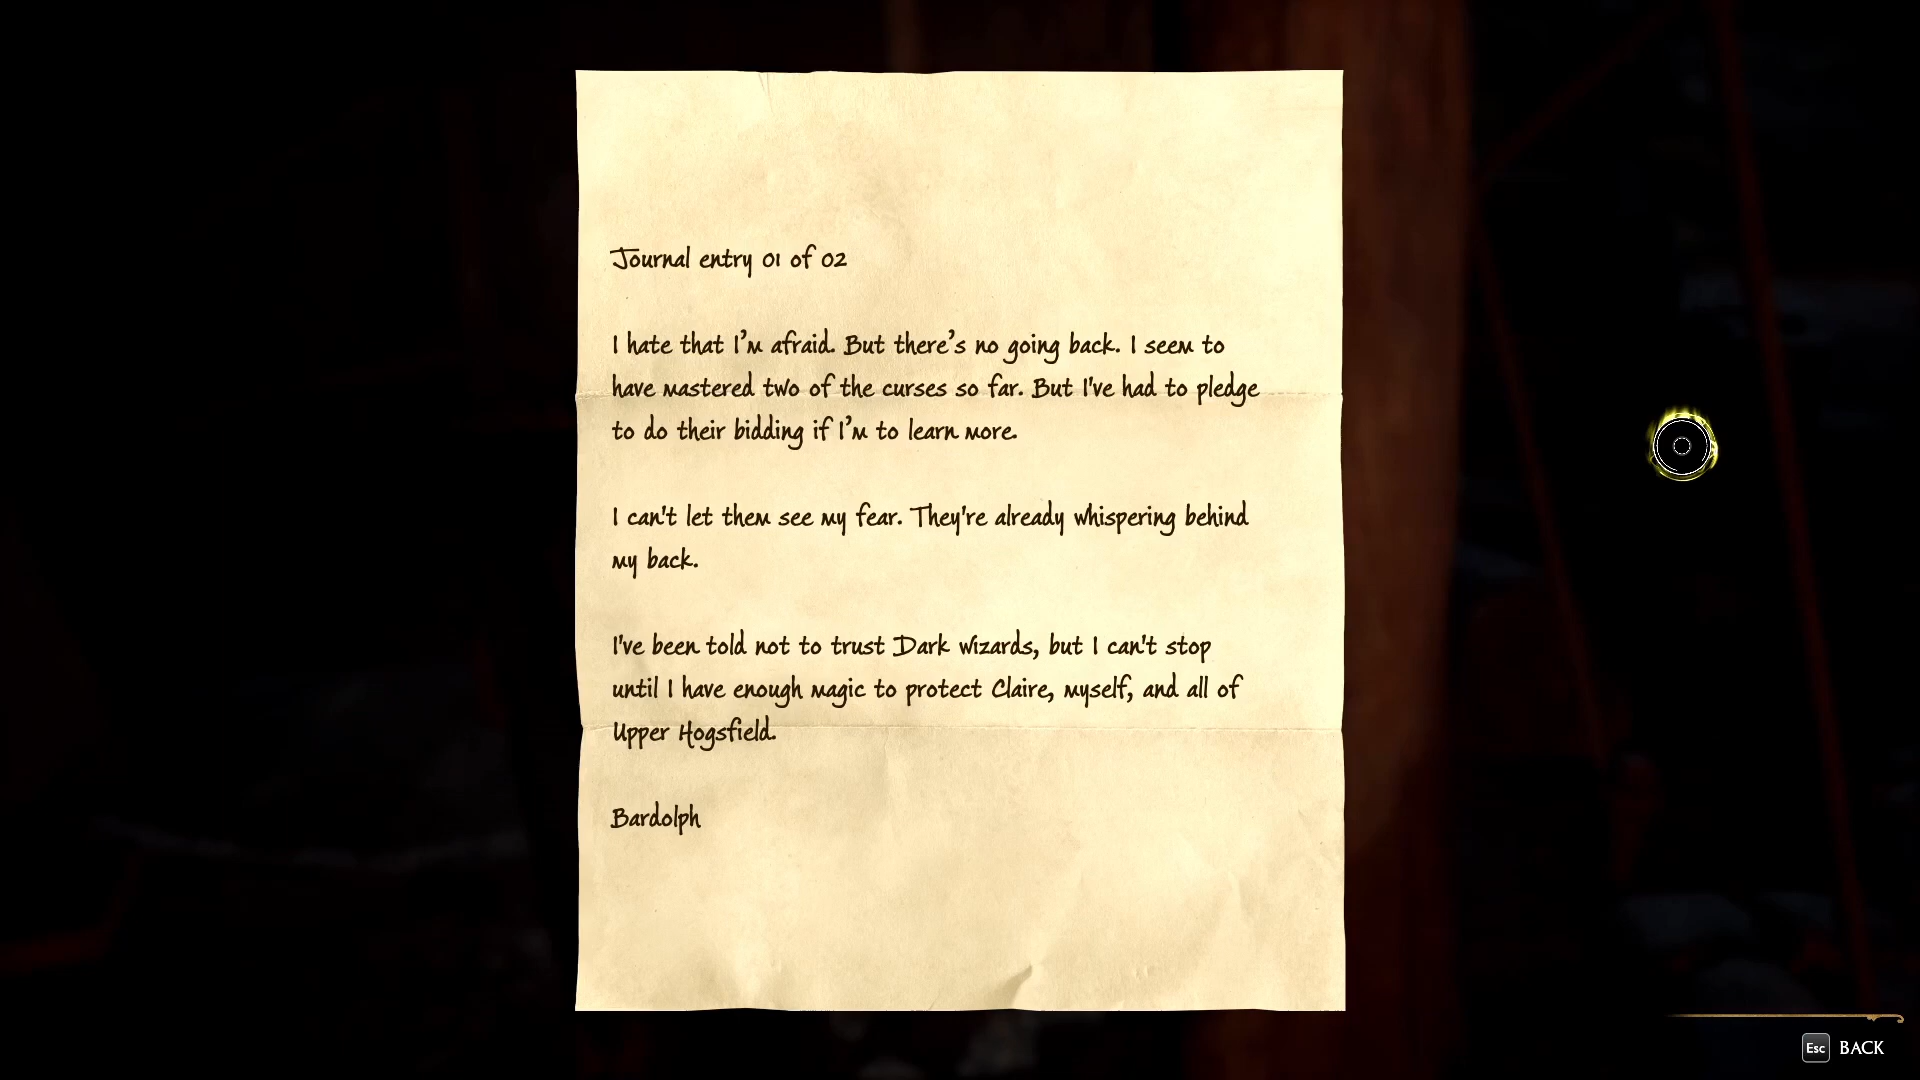 Journal entry 01 of 02
I hate that I'm afraid. But there's no going back. I seem to
have mastered two of the curses so far. But I've had to pledge
to do their bidding if I'm to learn more.
I can't let them see my fear. They're already whispering behind
my back.
I've been told not to trust Dark wizards, but I can't stop
until I have enough magic to protect Claire, myself, and all of
Upper Hogsfield.
Bardolph
Esc BACK